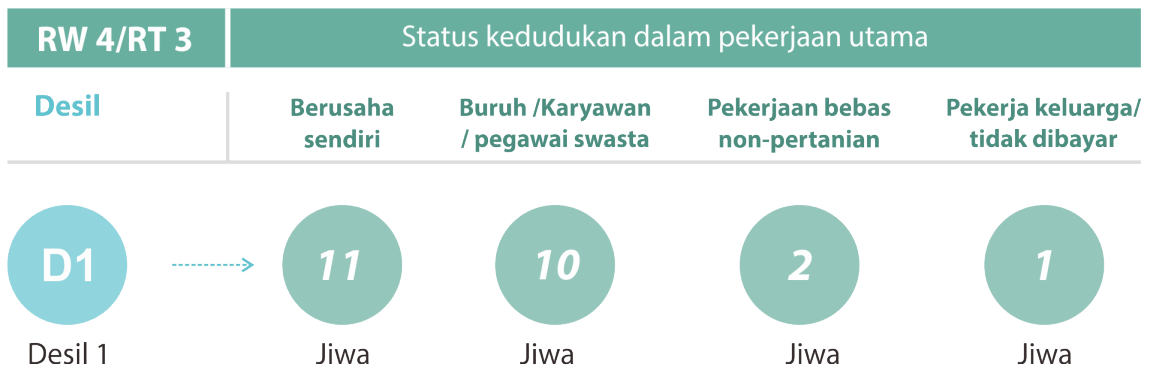 RW 4/RT 3
Status kedudukan dalam pekerjaan utama
Desil
Berusaha
sendiri
Buruh /Karyawan
/ pegawai swasta
Pekerjaan bebas
non-pertanian
Pekerja keluarga/
tidak dibayar
D1
11
10
2
1
Desil 1
Jiwa
Jiwa
Jiwa
Jiwa